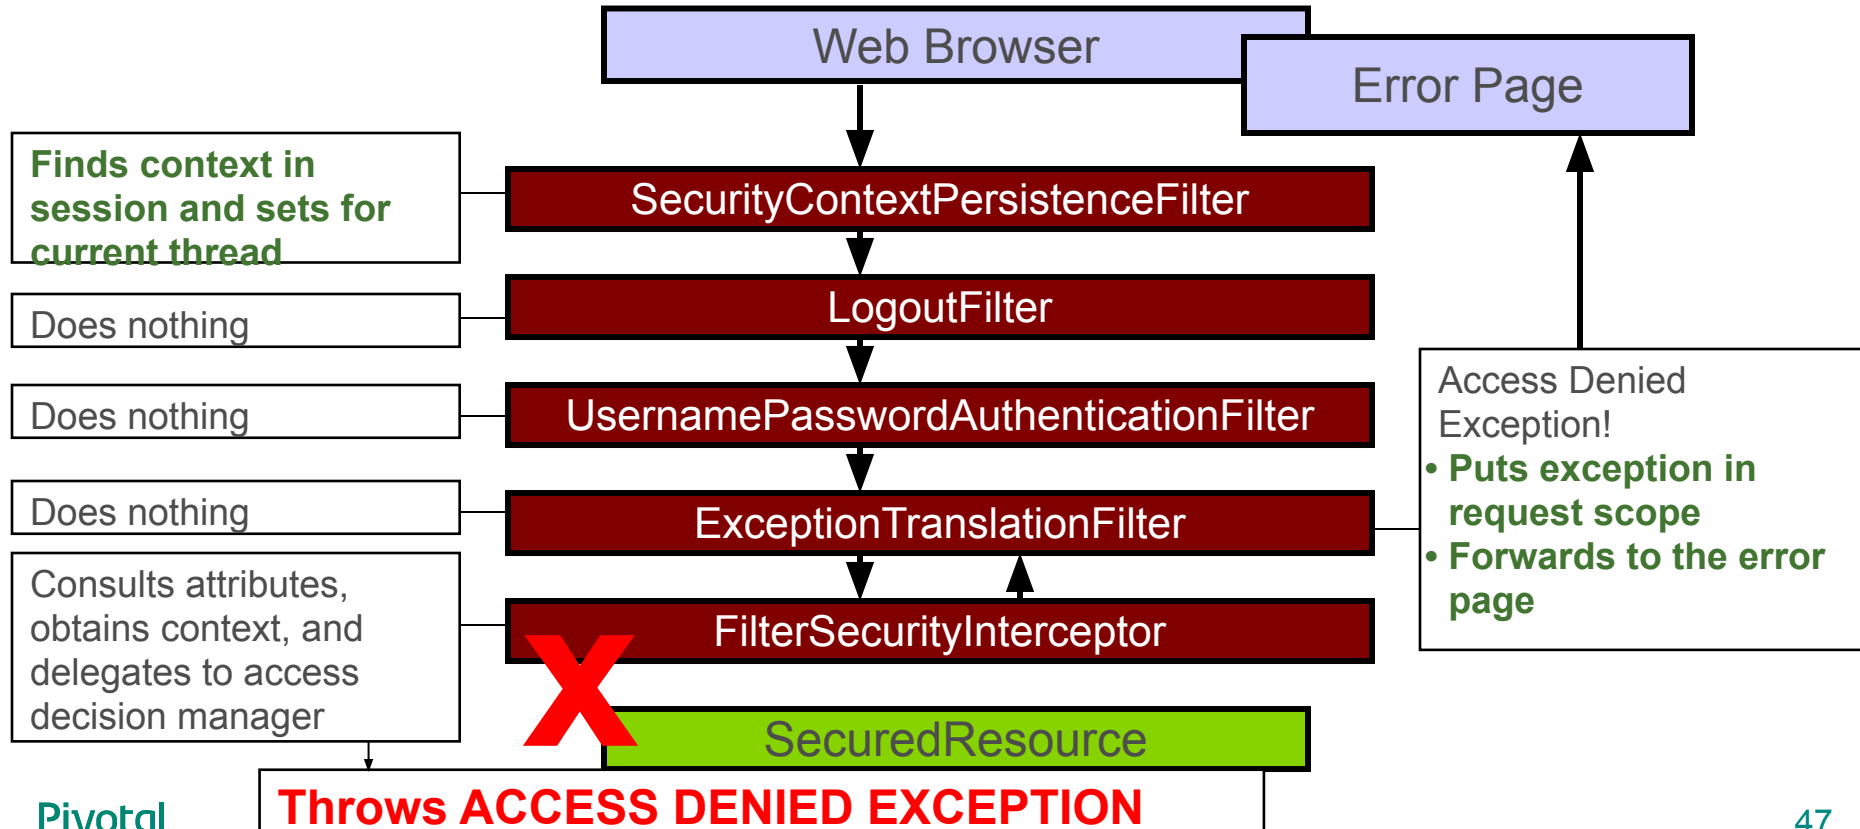 Web Browser
Error Page
Finds context in
session and sets for
current thread
SecurityContextPersistenceFilter
Does nothing
LogoutFilter
Does nothing
UsernamePasswordAuthenticationFilter
Does nothing
ExceptionTranslationFilter
Access Denied
Exception!
• Puts exception in
request scope
• Forwards to the error
page
Consults attributes,
obtains context, and
delegates to access
decision manager
FilterSecurityInterceptor
X
SecuredResource
Throws ACCESS DENIED EXCEPTION
Pivotal
47